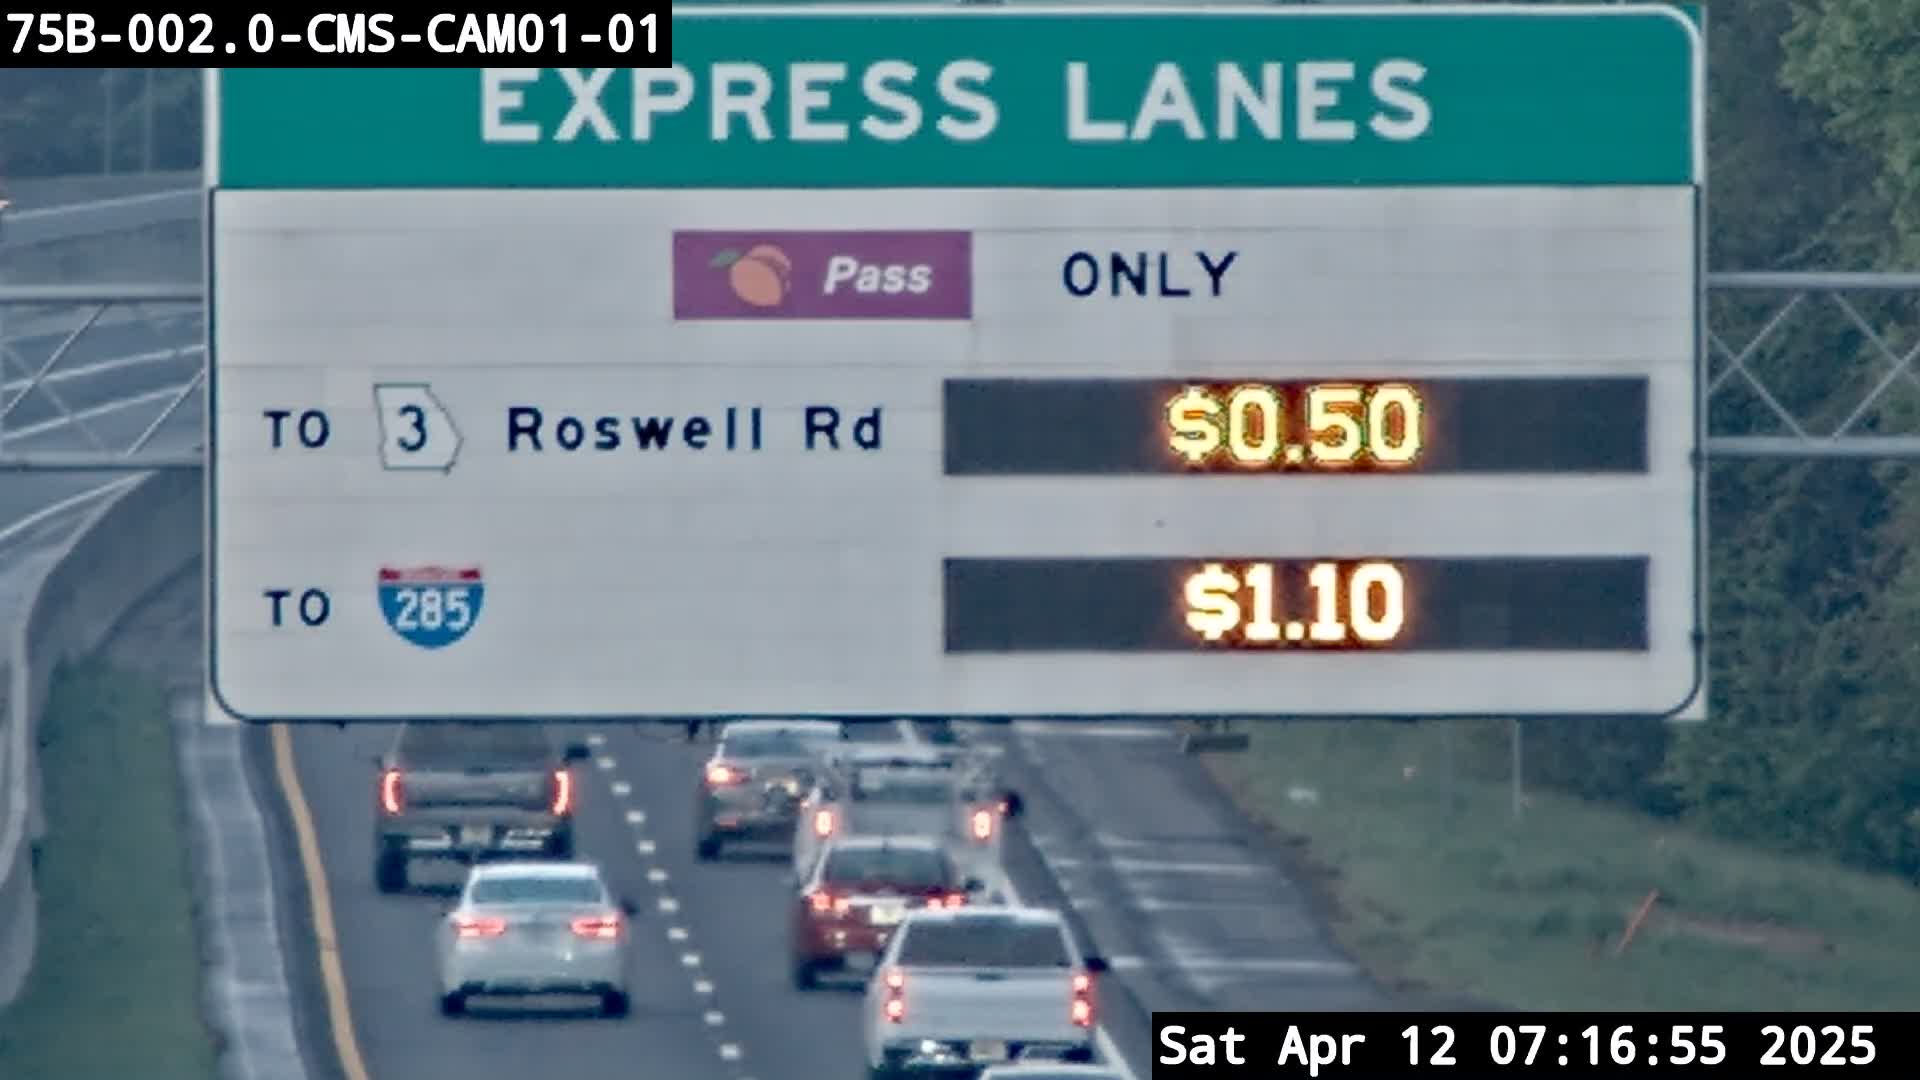 75B-002.0-CMS-CAM01-01
EXPRESS LANES
Pass ONLY
TO 3 Roswell Rd $0.50
TO 285 $1.10
Sat Apr 12 07:16:55 2025